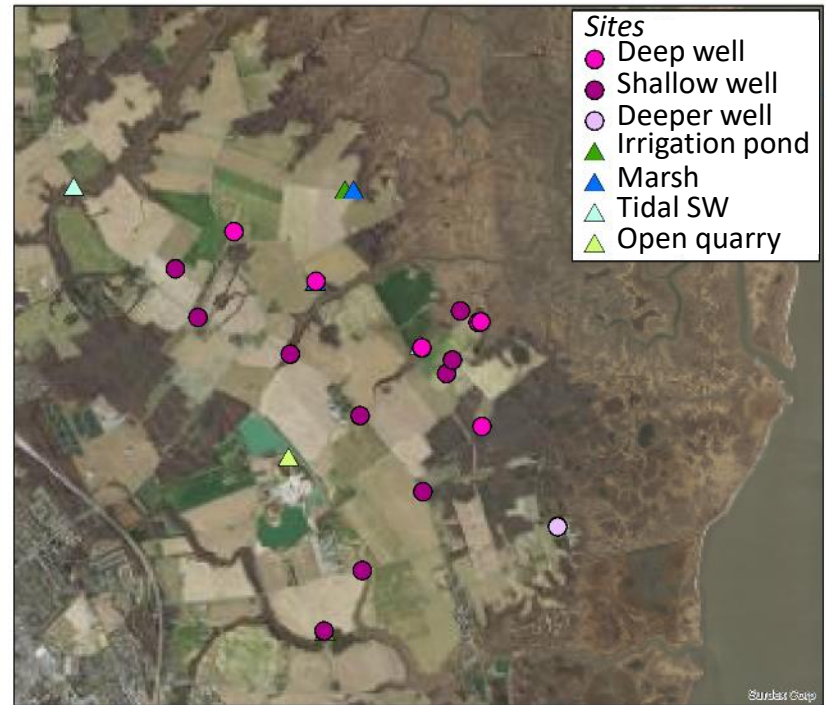 Sites
Deep well
Shallow well
Deeper well
Irrigation pond
Marsh
Tidal SW
Open quarry
Surdex Corp